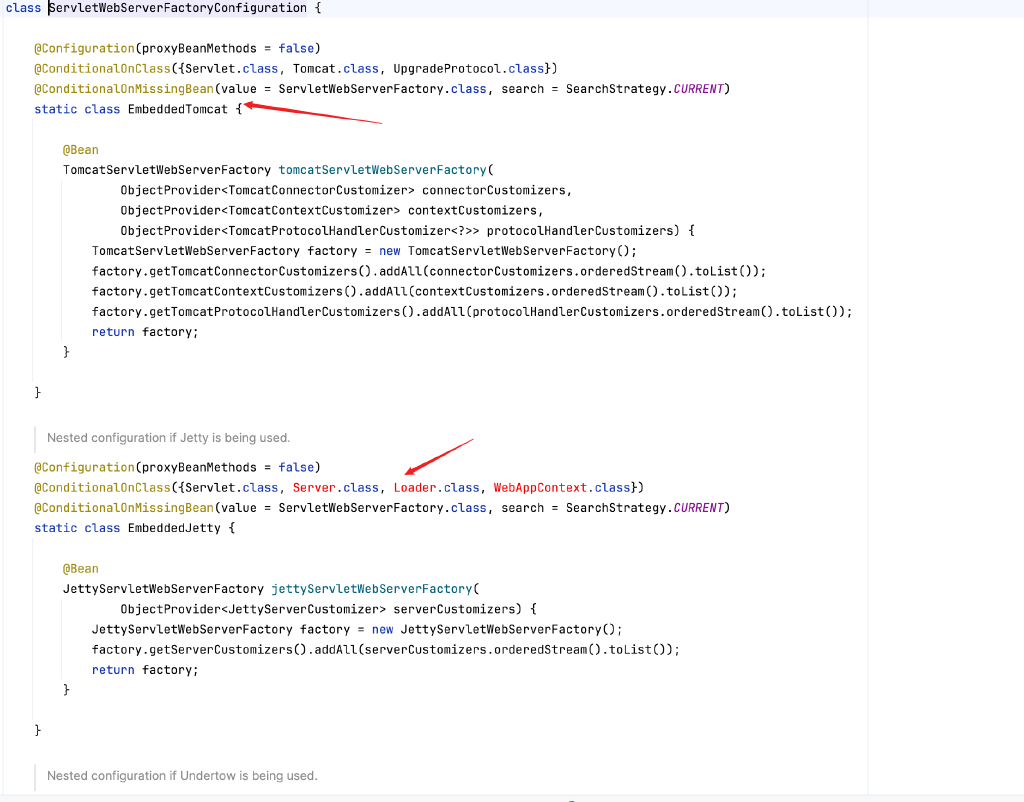 class ServletWebServerFactoryConfiguration {
@Configuration(proxyBeanMethods = false)
@ConditionalOnClass({Servlet.class, Tomcat.class, UpgradeProtocol.class})
@ConditionalOnMissingBean(value = ServletWebServerFactory.class, search = SearchStrategy.CURRENT)
static class EmbeddedTomcat {
@Bean
TomcatServletWebServerFactory tomcatServletWebServerFactory(
ObjectProvider<TomcatConnectorCustomizer> connectorCustomizers,
ObjectProvider<TomcatContextCustomizer> contextCustomizers,
ObjectProvider<TomcatProtocolHandlerCustomizer<?>> protocolHandlerCustomizers) {
TomcatServletWebServerFactory factory = new TomcatServletWebServerFactory();
factory.getTomcatConnectorCustomizers().addAll(connectorCustomizers.orderedStream().toList());
factory.getTomcatContextCustomizers().addAll(contextCustomizers.orderedStream().toList());
factory.getTomcatProtocolHandlerCustomizers().addAll(protocolHandlerCustomizers.orderedStream().toList());
return factory;
}
}
Nested configuration if Jetty is being used.
@Configuration(proxyBeanMethods = false)
@ConditionalOnClass({Servlet.class, Server.class, Loader.class, WebAppContext.class})
@ConditionalOnMissingBean(value = ServletWebServerFactory.class, search = SearchStrategy.CURRENT)
static class EmbeddedJetty {
@Bean
JettyServletWebServerFactory jettyServletWebServerFactory(
ObjectProvider<JettyServerCustomizer> serverCustomizers) {
JettyServletWebServerFactory factory = new JettyServletWebServerFactory();
factory.getServerCustomizers().addAll(serverCustomizers.orderedStream().toList());
return factory;
}
}
Nested configuration if Undertow is being used.